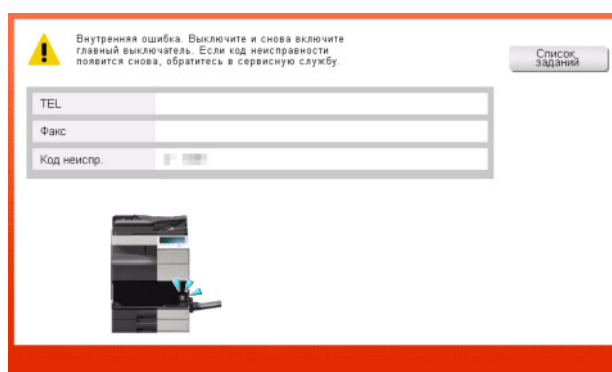 Внутренняя ошибка. Выключите и снова включите
главный выключатель. Если код неисправности
появится снова, обратитесь в сервисную службу.
Список
заданий
TEL
Факс
Код неиспр.